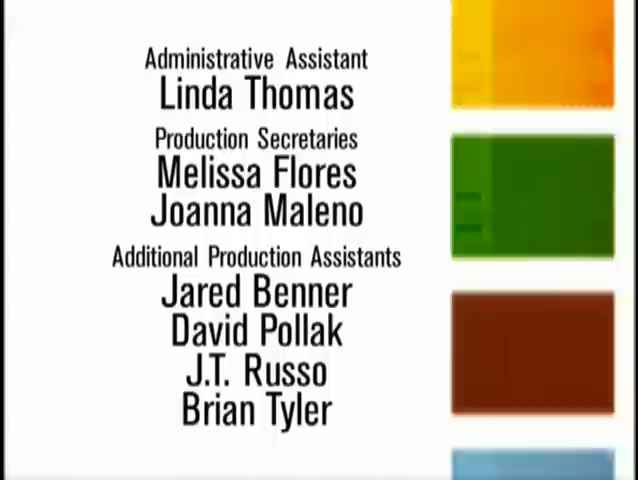 Administrative Assistant
Linda Thomas
Production Secretaries
Melissa Flores
Joanna Maleno
Additional Production Assistants
Jared Benner
David Pollak
J.T. Russo
Brian Tyler